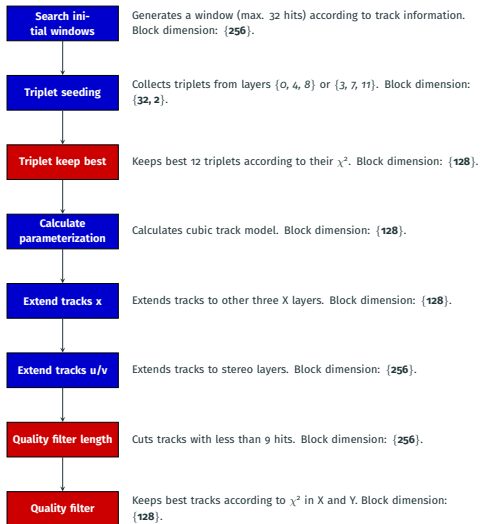 Search ini-
tial windows
Generates a window (max. 32 hits) according to track information.
Block dimension: {256}.
Triplet seeding
Collects triplets from layers {0, 4, 8} or {3, 7, 11}. Block dimension:
{32, 2}.
Triplet keep best
Keeps best 12 triplets according to their χ². Block dimension: {128}.
Calculate
parameterization
Calculates cubic track model. Block dimension: {128}.
Extend tracks x
Extends tracks to other three X layers. Block dimension: {128}.
Extend tracks u/v
Extends tracks to stereo layers. Block dimension: {256}.
Quality filter length
Cuts tracks with less than 9 hits. Block dimension: {256}.
Quality filter
Keeps best tracks according to χ² in X and Y. Block dimension:
{128}.